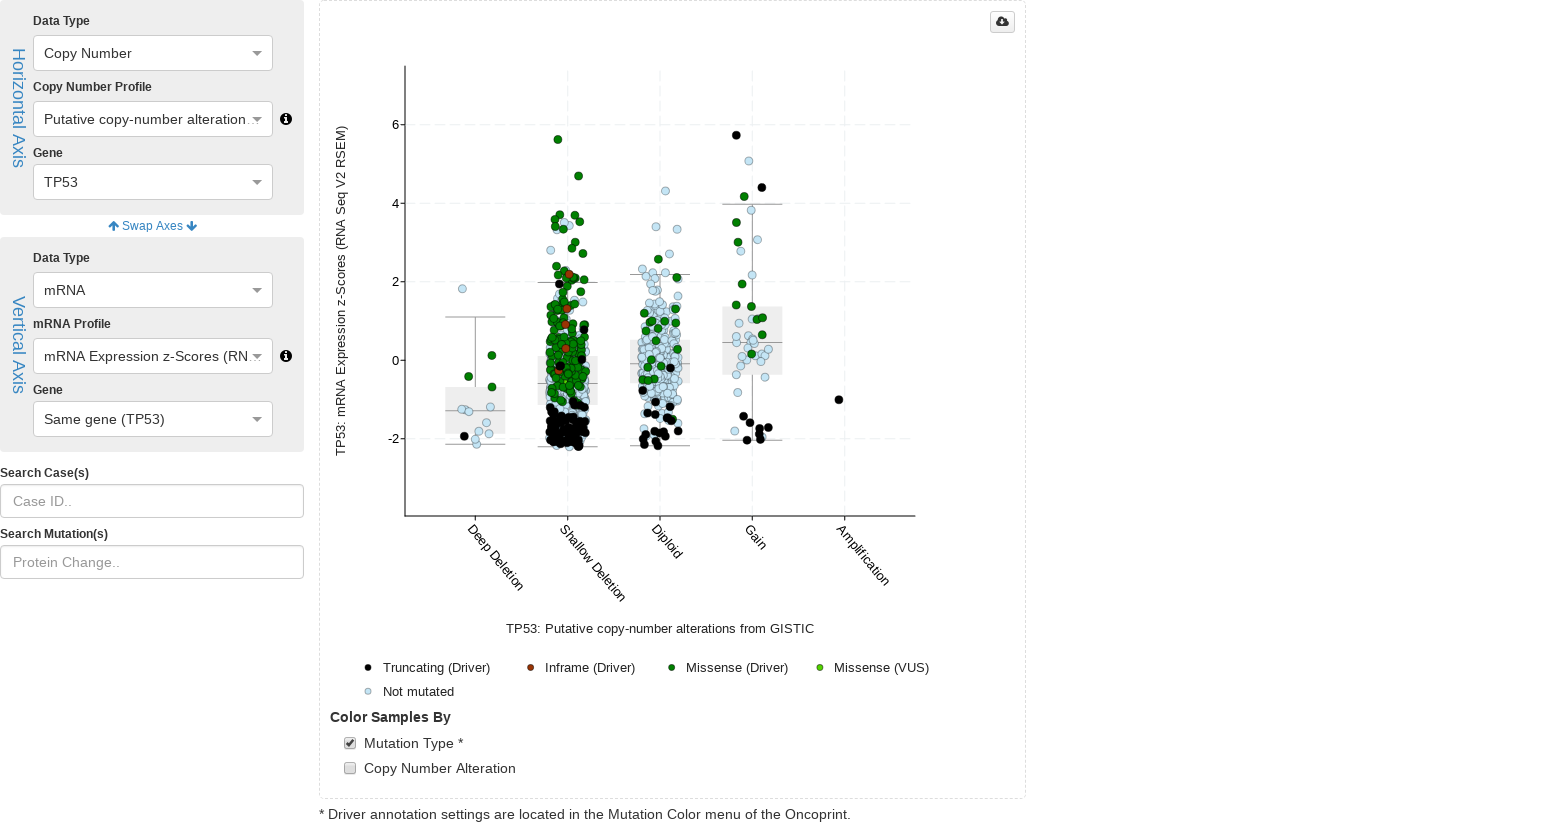 Horizontal Axis
Data Type
Copy Number
Copy Number Profile
Putative copy-number alteration…
Gene
TP53
Swap Axes
Vertical Axis
Data Type
mRNA
mRNA Profile
mRNA Expression z-Scores (RN…
Gene
Same gene (TP53)
Search Case(s)
Case ID..
Search Mutation(s)
Protein Change..
TP53: mRNA Expression z-Scores (RNA Seq V2 RSEM)
6
4
2
0
-2
Deep Deletion
Shallow Deletion
Diploid
Gain
Amplification
TP53: Putative copy-number alterations from GISTIC
Truncating (Driver)
Inframe (Driver)
Missense (Driver)
Missense (VUS)
Not mutated
Color Samples By
Mutation Type *
Copy Number Alteration
* Driver annotation settings are located in the Mutation Color menu of the Oncoprint.